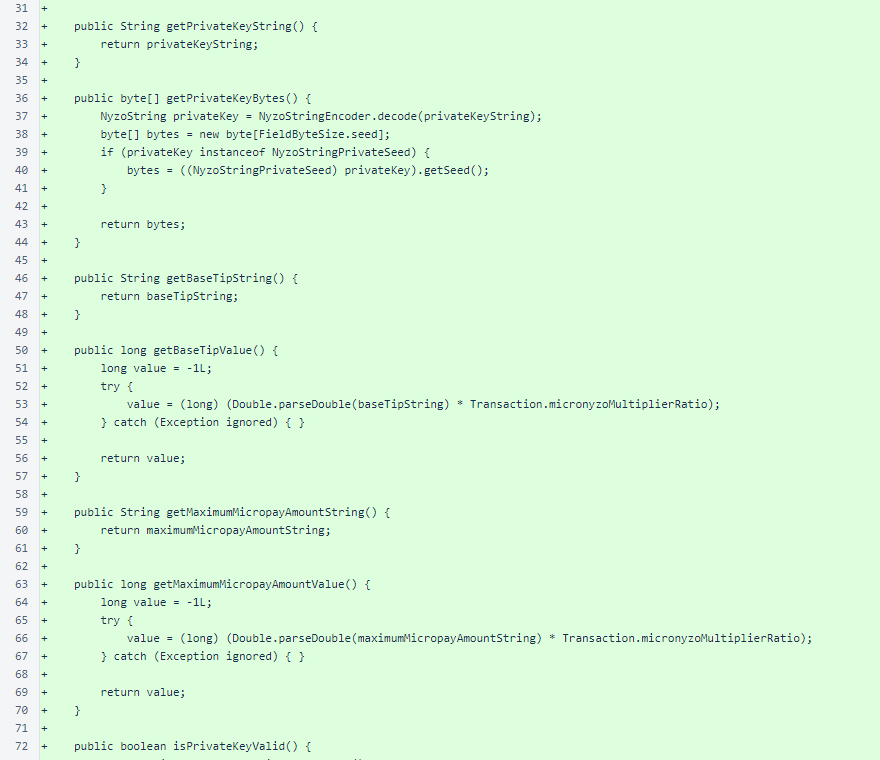 31 +
32 + public String getPrivateKeyString() {
33 + return privateKeyString;
34 + }
35 +
36 + public byte[] getPrivateKeyBytes() {
37 + NyzoString privateKey = NyzoStringEncoder.decode(privateKeyString);
38 + byte[] bytes = new byte[FieldByteSize.seed];
39 + if (privateKey instanceof NyzoStringPrivateSeed) {
40 + bytes = ((NyzoStringPrivateSeed) privateKey).getSeed();
41 + }
42 +
43 + return bytes;
44 + }
45 +
46 + public String getBaseTipString() {
47 + return baseTipString;
48 + }
49 +
50 + public long getBaseTipValue() {
51 + long value = -1L;
52 + try {
53 + value = (long) (Double.parseDouble(baseTipString) * Transaction.micronyzoMultiplierRatio);
54 + } catch (Exception ignored) { }
55 +
56 + return value;
57 + }
58 +
59 + public String getMaximumMicropayAmountString() {
60 + return maximumMicropayAmountString;
61 + }
62 +
63 + public long getMaximumMicropayAmountValue() {
64 + long value = -1L;
65 + try {
66 + value = (long) (Double.parseDouble(maximumMicropayAmountString) * Transaction.micronyzoMultiplierRatio);
67 + } catch (Exception ignored) { }
68 +
69 + return value;
70 + }
71 +
72 + public boolean isPrivateKeyValid() {